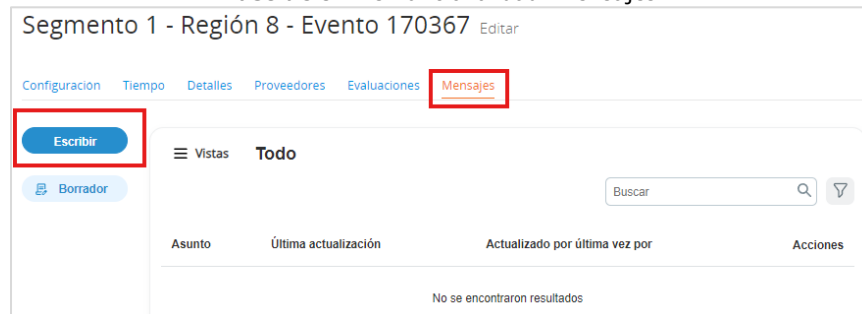 Segmento 1 - Región 8 - Evento 170367 Editar
Configuración Tiempo Detalles Proveedores Evaluaciones Mensajes
Escribir
Vistas Todo
Borrador
Buscar
Asunto Última actualización Actualizado por última vez por Acciones
No se encontraron resultados